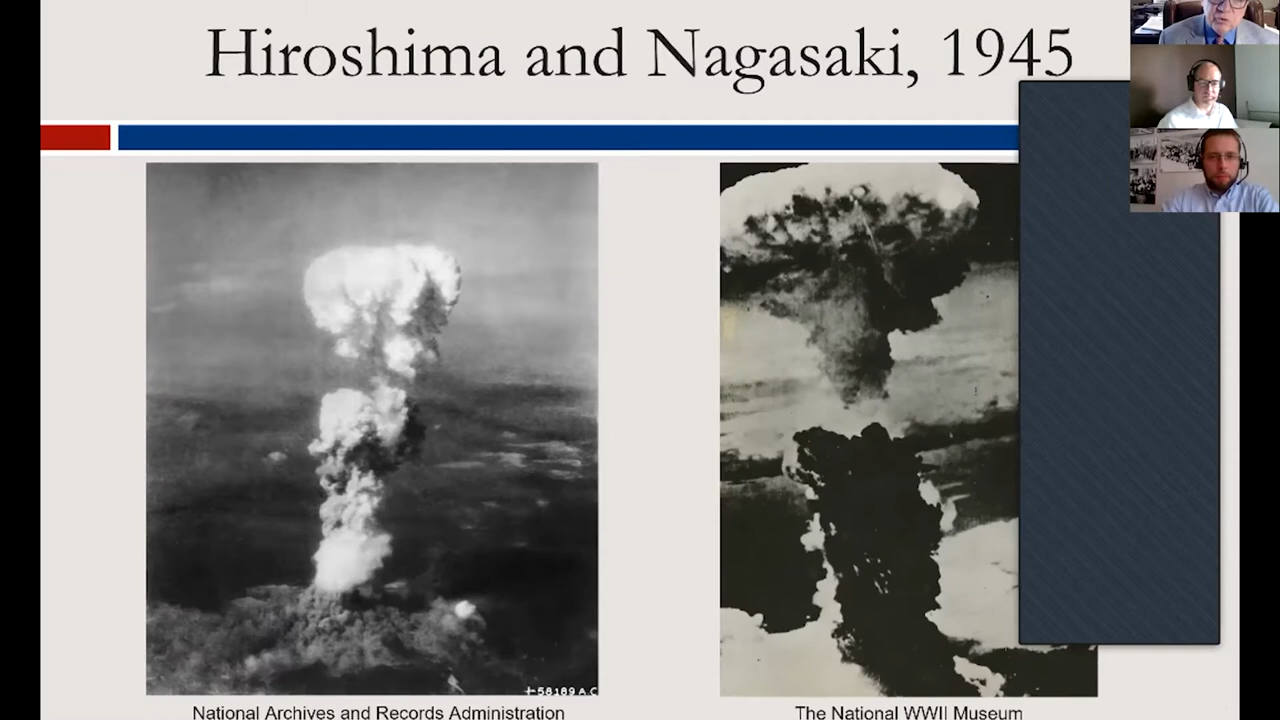 Hiroshima and Nagasaki, 1945
58189 A.C
National Archives and Records Administration
The National WWII Museum